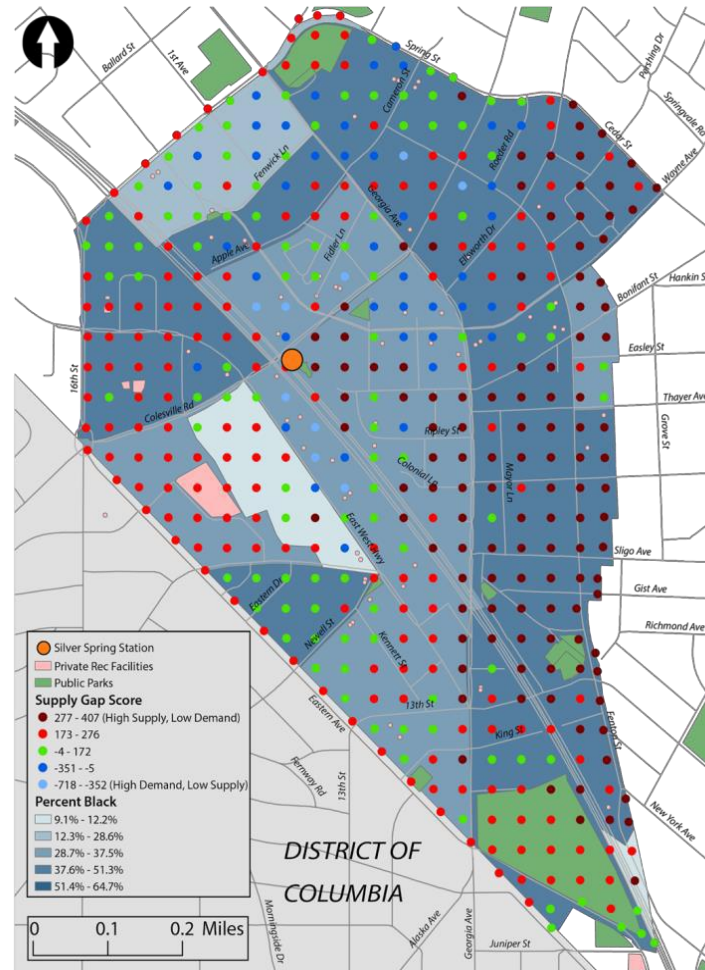 Ballard St
1st Ave
Spring St
Pershing Dr
Springvale Rd
Cameron St
Cedar St
Wayne Ave
Fenwick Ln
Roeder Rd
Georgia Ave
Fidler Ln
Apple Ave
Ellsworth Dr
Bonifant St
Hankin St
Easley St
16th St
Thayer Ave
Colesville Rd
Ripley St
Grove St
Colonial Ln
Mayor Ln
East West Hwy
Sligo Ave
Eastern Dr
Gist Ave
Newell St
Richmond Ave
Kennett St
Silver Spring Station
Private Rec Facilities
Public Parks
Supply Gap Score
277 - 407 (High Supply, Low Demand)
173 - 276
-4 - 172
-351 - -5
-718 - -352 (High Demand, Low Supply)
Percent Black
9.1% - 12.2%
12.3% - 28.6%
28.7% - 37.5%
37.6% - 51.3%
51.4% - 64.7%
Eastern Ave
13th St
King St
Fenton St
Fernway Rd
13th St
New York Ave
DISTRICT OF
COLUMBIA
Morningside Dr
Alaska Ave
Georgia Ave
Juniper St
0 0.1 0.2 Miles